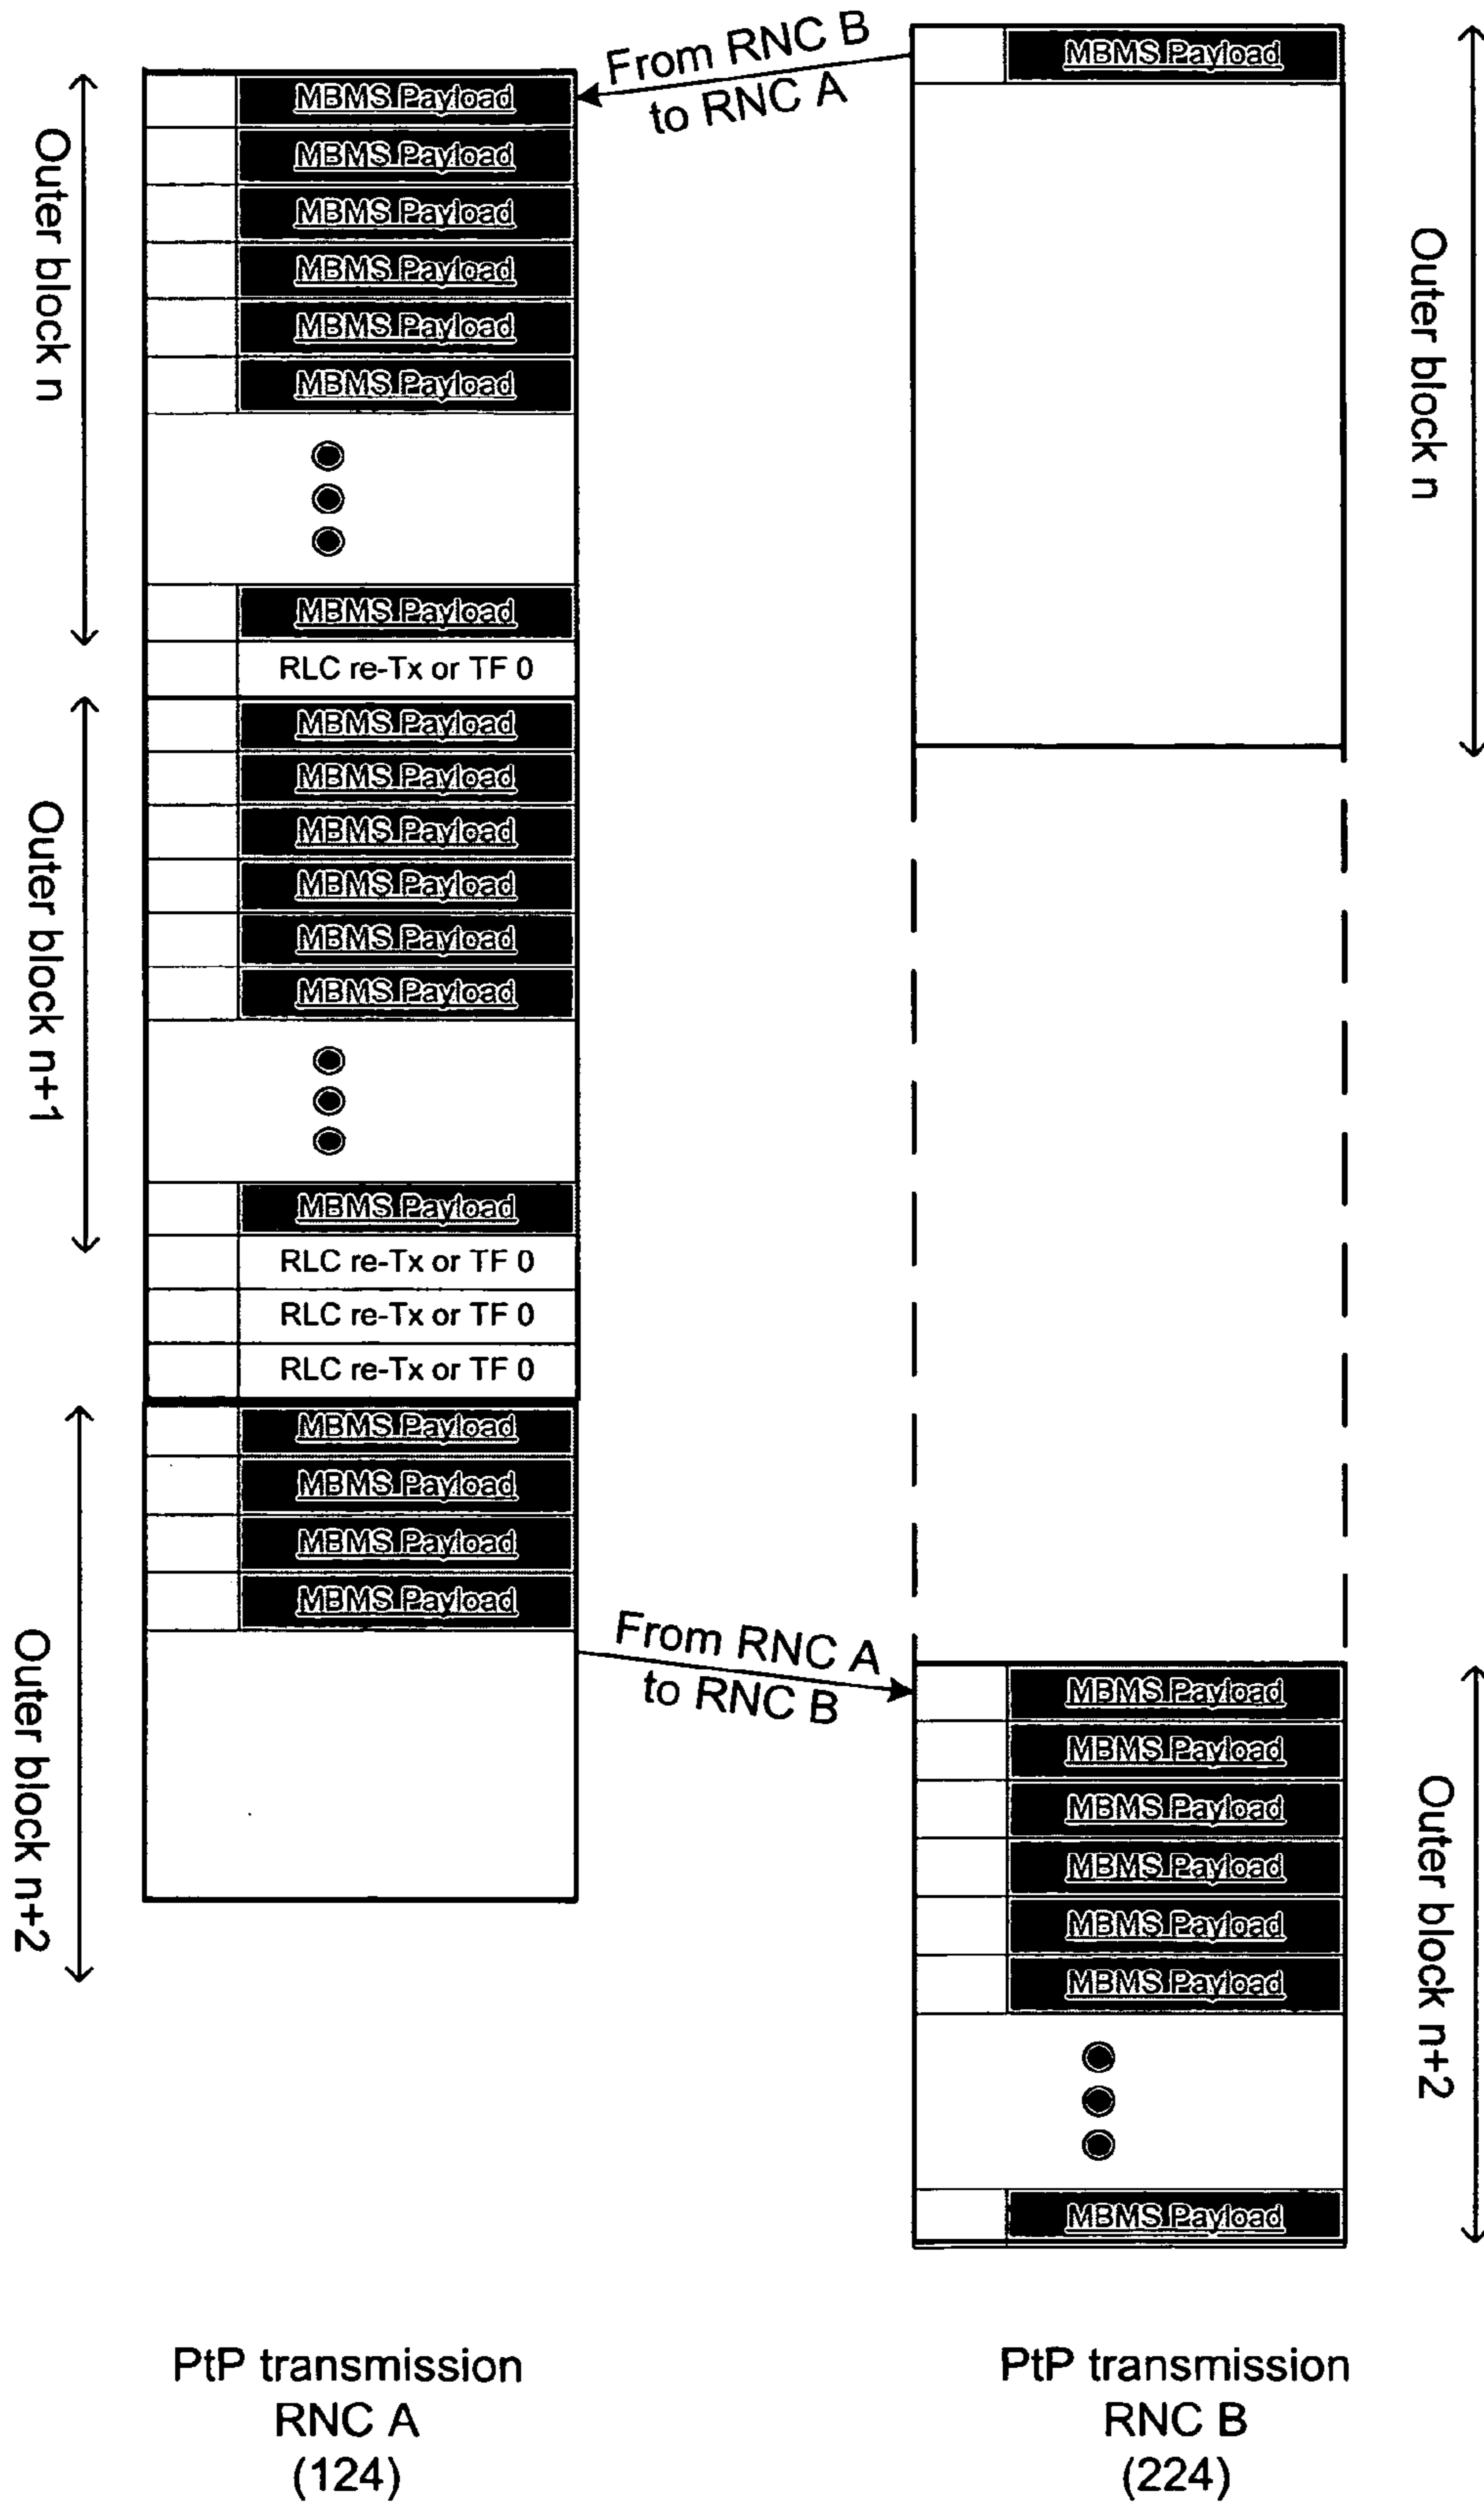 From RNC B
to RNC A
Outer block n
MBMS Payload
MBMS Payload
MBMS Payload
MBMS Payload
MBMS Payload
MBMS Payload
MBMS Payload
RLC re-Tx or TF 0
Outer block n+1
MBMS Payload
MBMS Payload
MBMS Payload
MBMS Payload
MBMS Payload
MBMS Payload
MBMS Payload
RLC re-Tx or TF 0
RLC re-Tx or TF 0
RLC re-Tx or TF 0
Outer block n+2
MBMS Payload
MBMS Payload
MBMS Payload
MBMS Payload
From RNC A
to RNC B
PtP transmission
RNC A
(124)
MBMS Payload
Outer block n
MBMS Payload
MBMS Payload
MBMS Payload
MBMS Payload
MBMS Payload
MBMS Payload
MBMS Payload
Outer block n+2
PtP transmission
RNC B
(224)